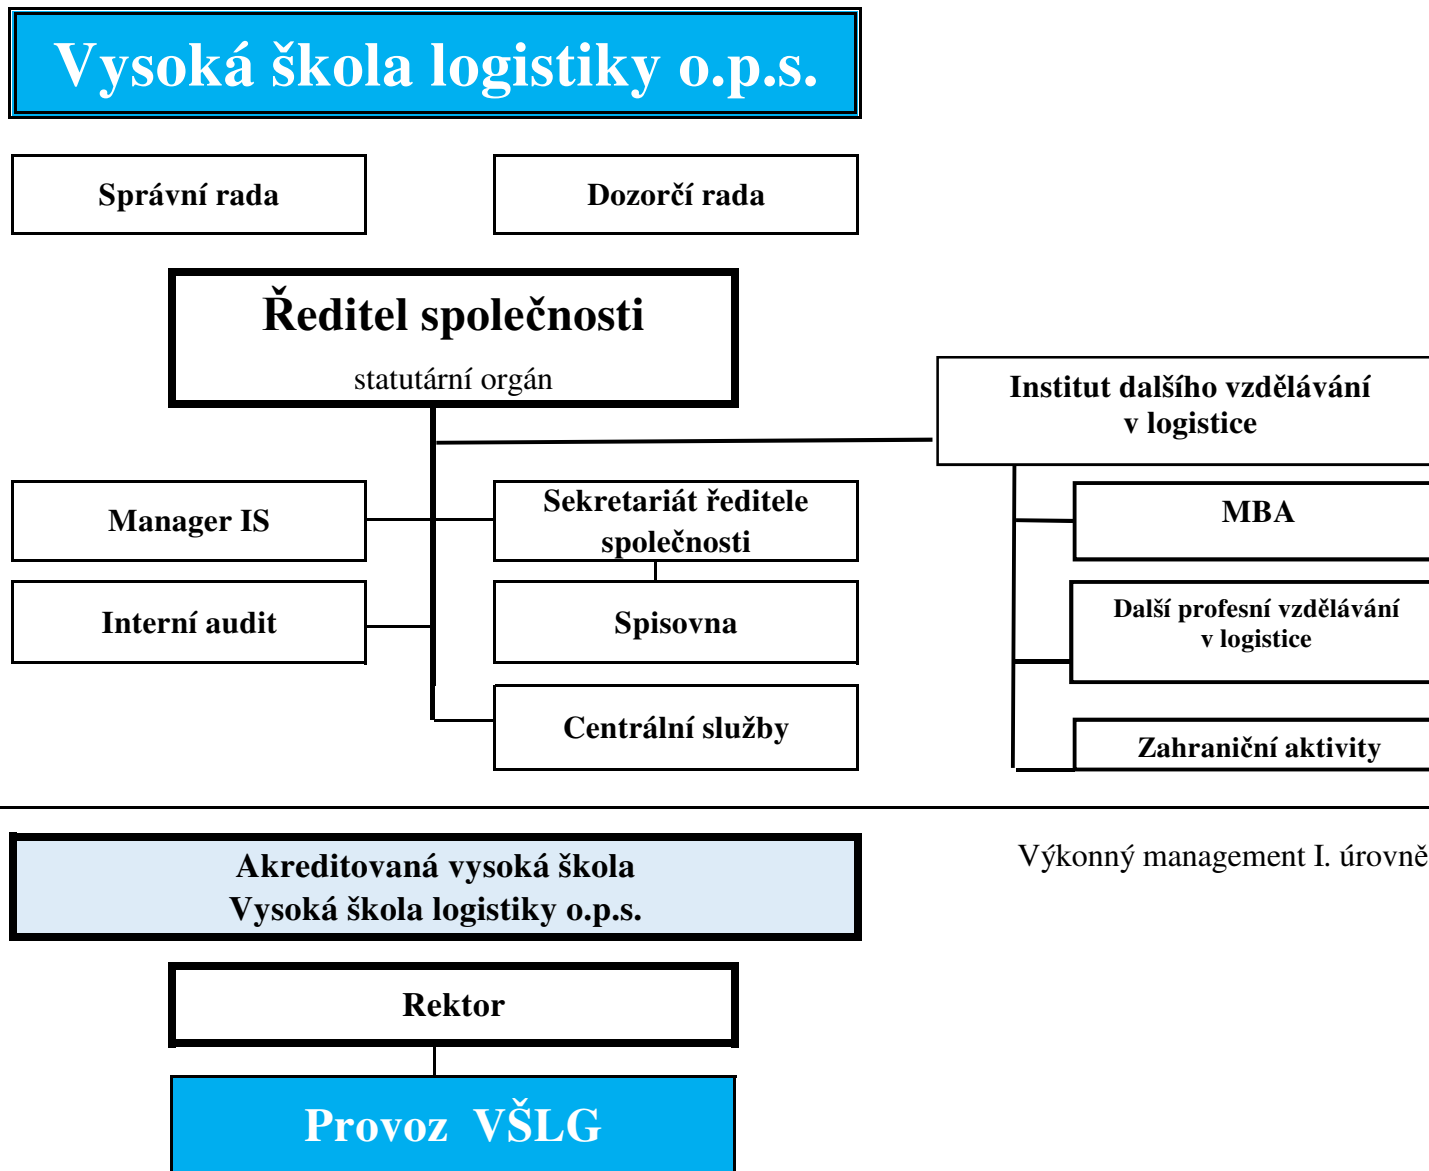 Vysoká škola logistiky o.p.s.
Správní rada
Dozorčí rada
Ředitel společnosti
statutární orgán
Institut dalšího vzdělávání
v logistice
Manager IS
Sekretariát ředitele
společnosti
MBA
Interní audit
Spisovna
Další profesní vzdělávání
v logistice
Centrální služby
Zahraniční aktivity
Akreditovaná vysoká škola
Vysoká škola logistiky o.p.s.
Výkonný management I. úrovně
Rektor
Provoz VŠLG